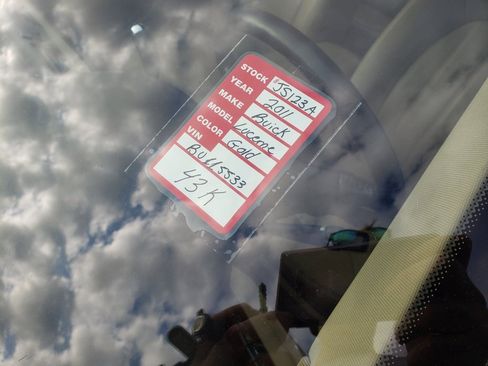 STOCK JS123A
YEAR 2011
MAKE Buick
MODEL Lucerne
COLOR Gold
VIN BU115533
43K